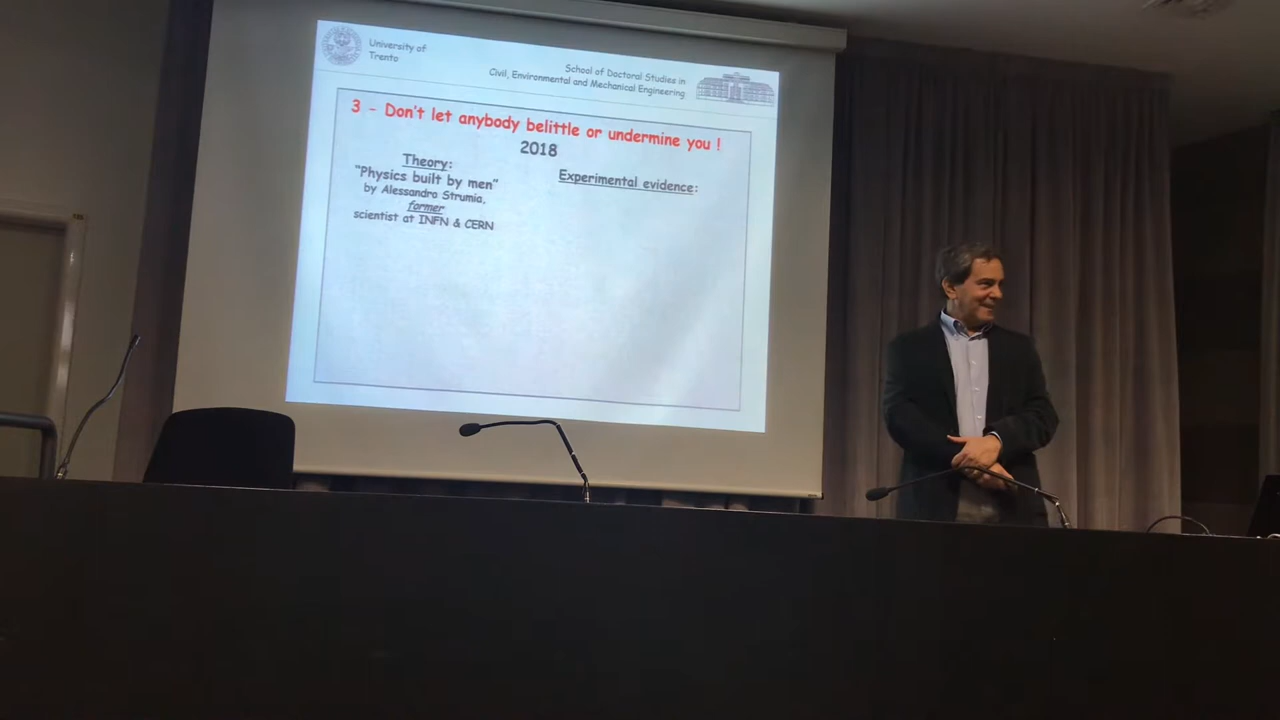 University of
Trento
School of Doctoral Studies in
Civil, Environmental and Mechanical Engineering
3 - Don't let anybody belittle or undermine you !
2018
Theory:
"Physics built by men"
by Alessandro Strumia,
former
scientist at INFN & CERN
Experimental evidence: